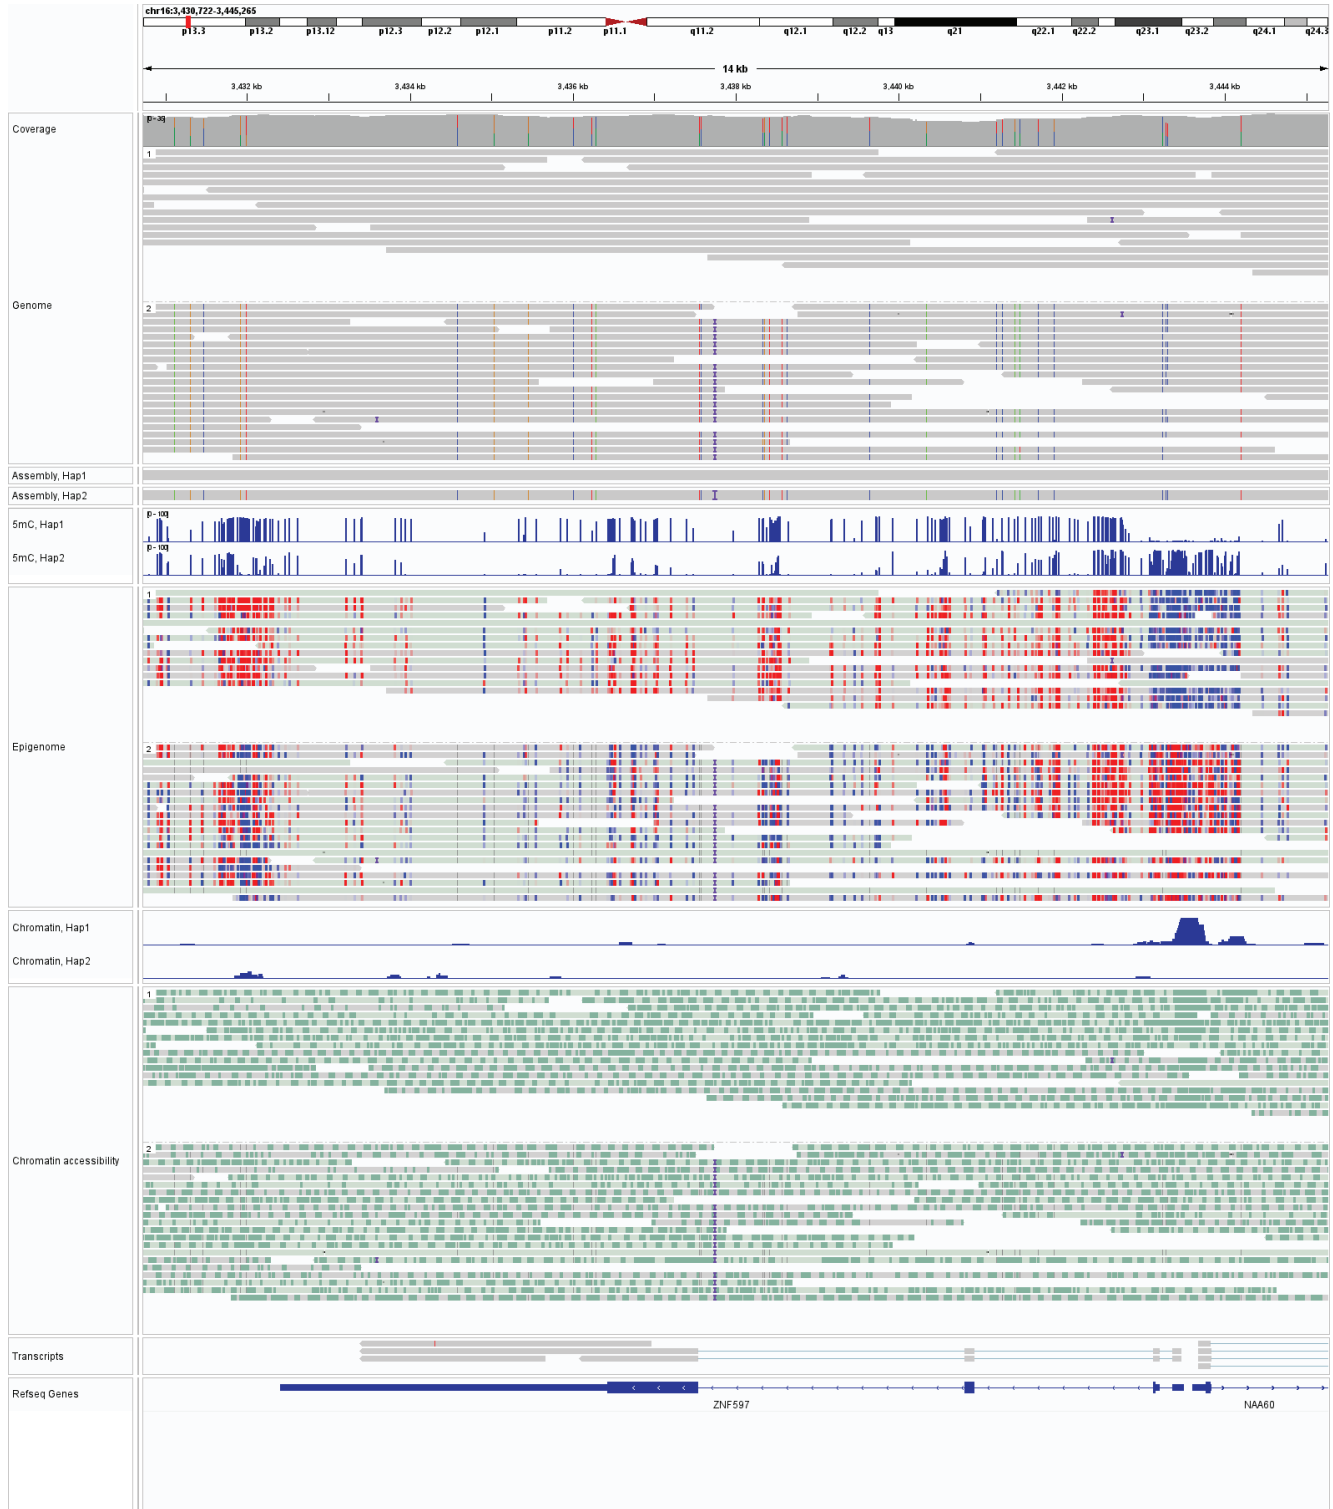 chr16:3,430,722-3,445,265
p13.3 p13.2 p13.12 p12.3 p12.2 p12.1 p11.2 p11.1 q11.2 q12.1 q12.2 q13 q21 q22.1 q22.2 q23.1 q23.2 q24.1 q24.3
14 kb
3,432 kb 3,434 kb 3,436 kb 3,438 kb 3,440 kb 3,442 kb 3,444 kb
Coverage
[0 - 35]
1
Genome
2
Assembly, Hap1
Assembly, Hap2
5mC, Hap1
[0 - 100]
5mC, Hap2
[0 - 100]
1
Epigenome
2
Chromatin, Hap1
Chromatin, Hap2
1
Chromatin accessibility
2
Transcripts
Refseq Genes
ZNF597 NAA60